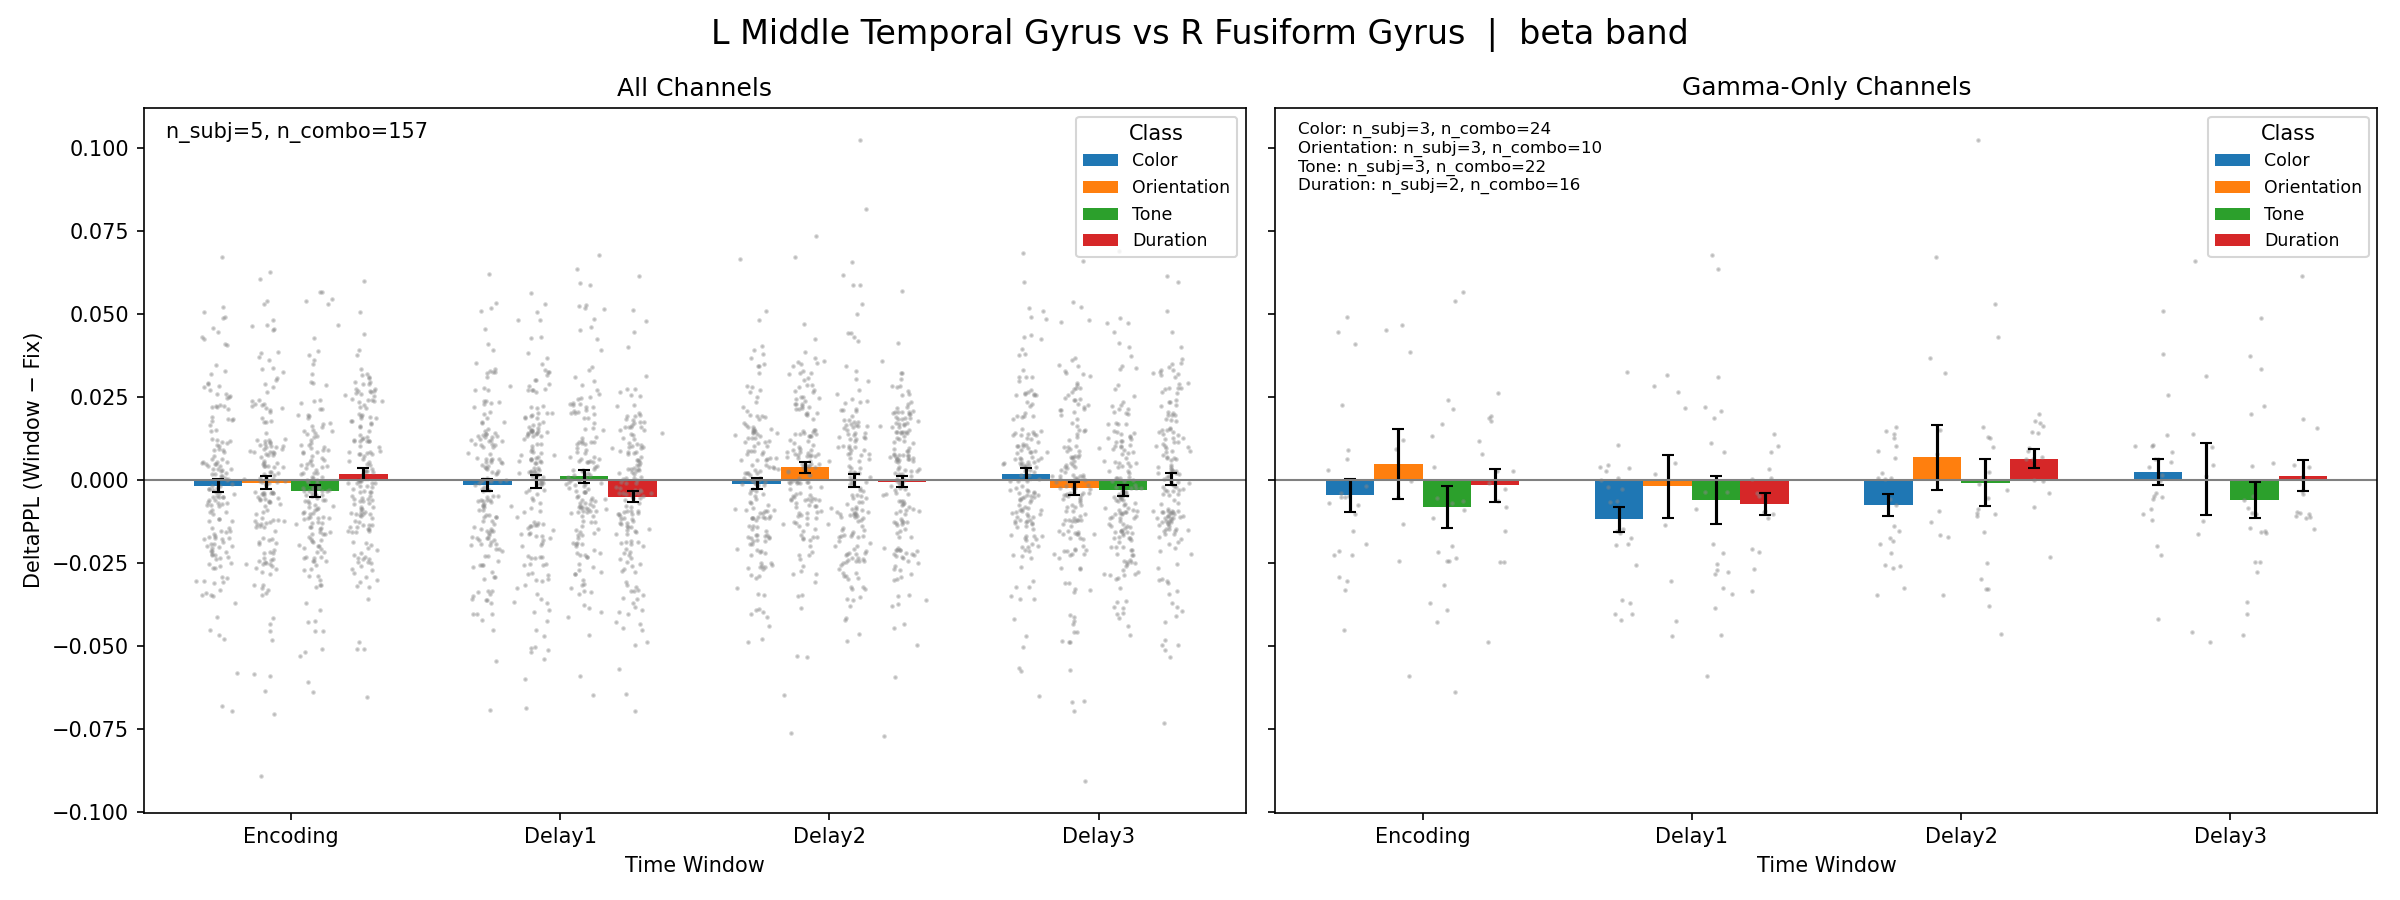 L Middle Temporal Gyrus vs R Fusiform Gyrus | beta band
All Channels
n_subj=5, n_combo=157
Class
Color
Orientation
Tone
Duration
0.100
0.075
0.050
0.025
0.000
−0.025
−0.050
−0.075
−0.100
DeltaPPL (Window − Fix)
Encoding
Delay1
Delay2
Delay3
Time Window
Gamma-Only Channels
Color: n_subj=3, n_combo=24
Orientation: n_subj=3, n_combo=10
Tone: n_subj=3, n_combo=22
Duration: n_subj=2, n_combo=16
Class
Color
Orientation
Tone
Duration
Encoding
Delay1
Delay2
Delay3
Time Window